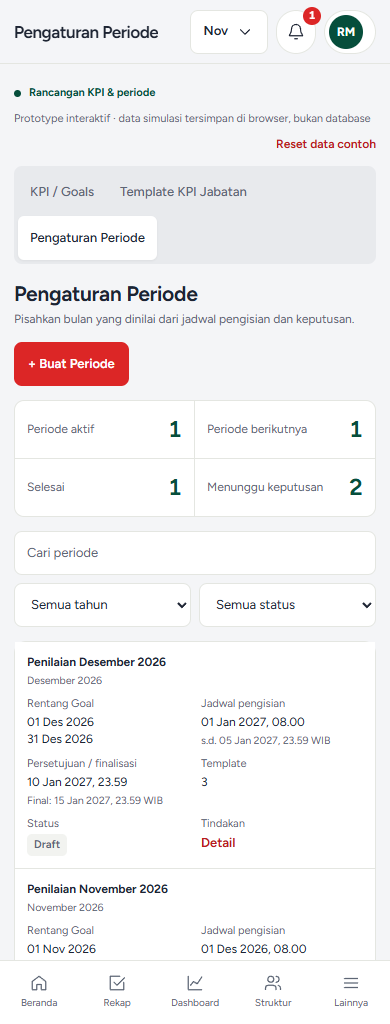 Pengaturan Periode
Nov
1
RM
Rancangan KPI & periode
Prototype interaktif · data simulasi tersimpan di browser, bukan database
Reset data contoh
KPI / Goals
Template KPI Jabatan
Pengaturan Periode
Pengaturan Periode
Pisahkan bulan yang dinilai dari jadwal pengisian dan keputusan.
+ Buat Periode
Periode aktif 1
Periode berikutnya 1
Selesai 1
Menunggu keputusan 2
Cari periode
Semua tahun
Semua status
Penilaian Desember 2026
Desember 2026
Rentang Goal
01 Des 2026
31 Des 2026
Jadwal pengisian
01 Jan 2027, 08.00
s.d. 05 Jan 2027, 23.59 WIB
Persetujuan / finalisasi
10 Jan 2027, 23.59
Final: 15 Jan 2027, 23.59 WIB
Template
3
Status
Draft
Tindakan
Detail
Penilaian November 2026
November 2026
Rentang Goal
01 Nov 2026
Jadwal pengisian
01 Des 2026, 08.00
Beranda
Rekap
Dashboard
Struktur
Lainnya